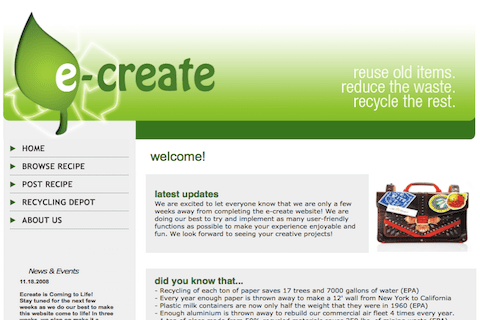 e-create
reuse old items.
reduce the waste.
recycle the rest.
HOME
BROWSE RECIPE
POST RECIPE
RECYCLING DEPOT
ABOUT US
News & Events
11.18.2008
Ecreate is Coming to Life!
Stay tuned for the next few
weeks as we do our best to make
this website come to life! In three
welcome!
latest updates
We are excited to let everyone know that we are only a few
weeks away from completing the e-create website! We are
doing our best to try and implement as many user-friendly
functions as possible to make your experience enjoyable and
fun. We look forward to seeing your creative projects!
did you know that...
- Recycling of each ton of paper saves 17 trees and 7000 gallons of water (EPA)
- Every year enough paper is thrown away to make a 12' wall from New York to California
- Plastic milk containers are now only half the weight that they were in 1960 (EPA)
- Enough aluminium is thrown away to rebuild our commercial air fleet 4 times every year.